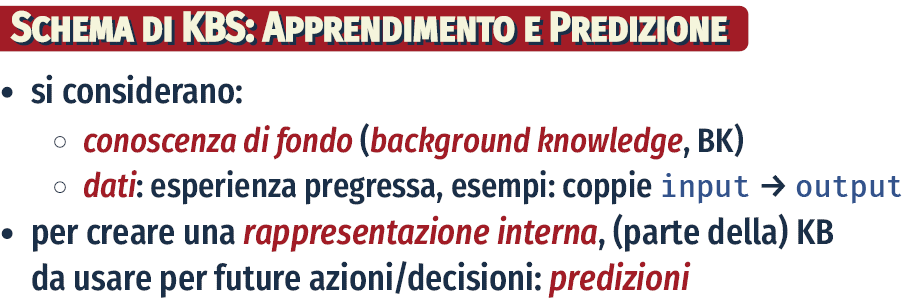 SCHEMA DI KBS: APPRENDIMENTO E PREDIZIONE
• si considerano:
○ conoscenza di fondo (background knowledge, BK)
○ dati: esperienza pregressa, esempi: coppie input → output
• per creare una rappresentazione interna, (parte della) KB
da usare per future azioni/decisioni: predizioni